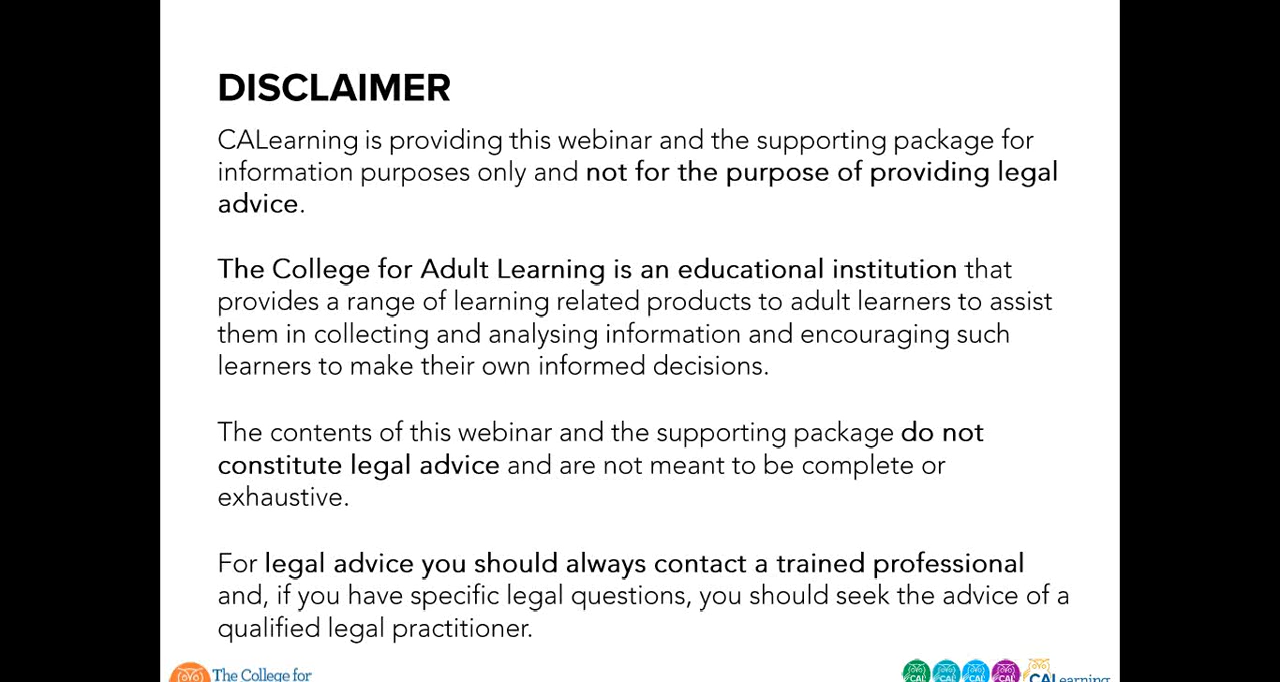 DISCLAIMER
CALearning is providing this webinar and the supporting package for
information purposes only and not for the purpose of providing legal
advice.
The College for Adult Learning is an educational institution that
provides a range of learning related products to adult learners to assist
them in collecting and analysing information and encouraging such
learners to make their own informed decisions.
The contents of this webinar and the supporting package do not
constitute legal advice and are not meant to be complete or
exhaustive.
For legal advice you should always contact a trained professional
and, if you have specific legal questions, you should seek the advice of a
qualified legal practitioner.
The College for
CAL CAL CAL CAL CALearning